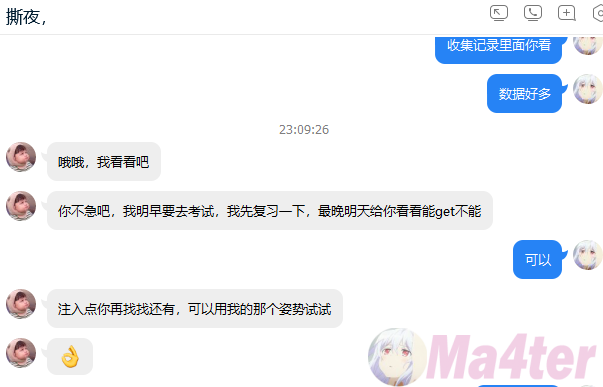 撕夜,
收集记录里面你看
数据好多
23:09:26
哦哦，我看看吧
你不急吧，我明早要去考试，我先复习一下，最晚明天给你看看能get不能
可以
注入点你再找找还有，可以用我的那个姿势试试
Ma4ter